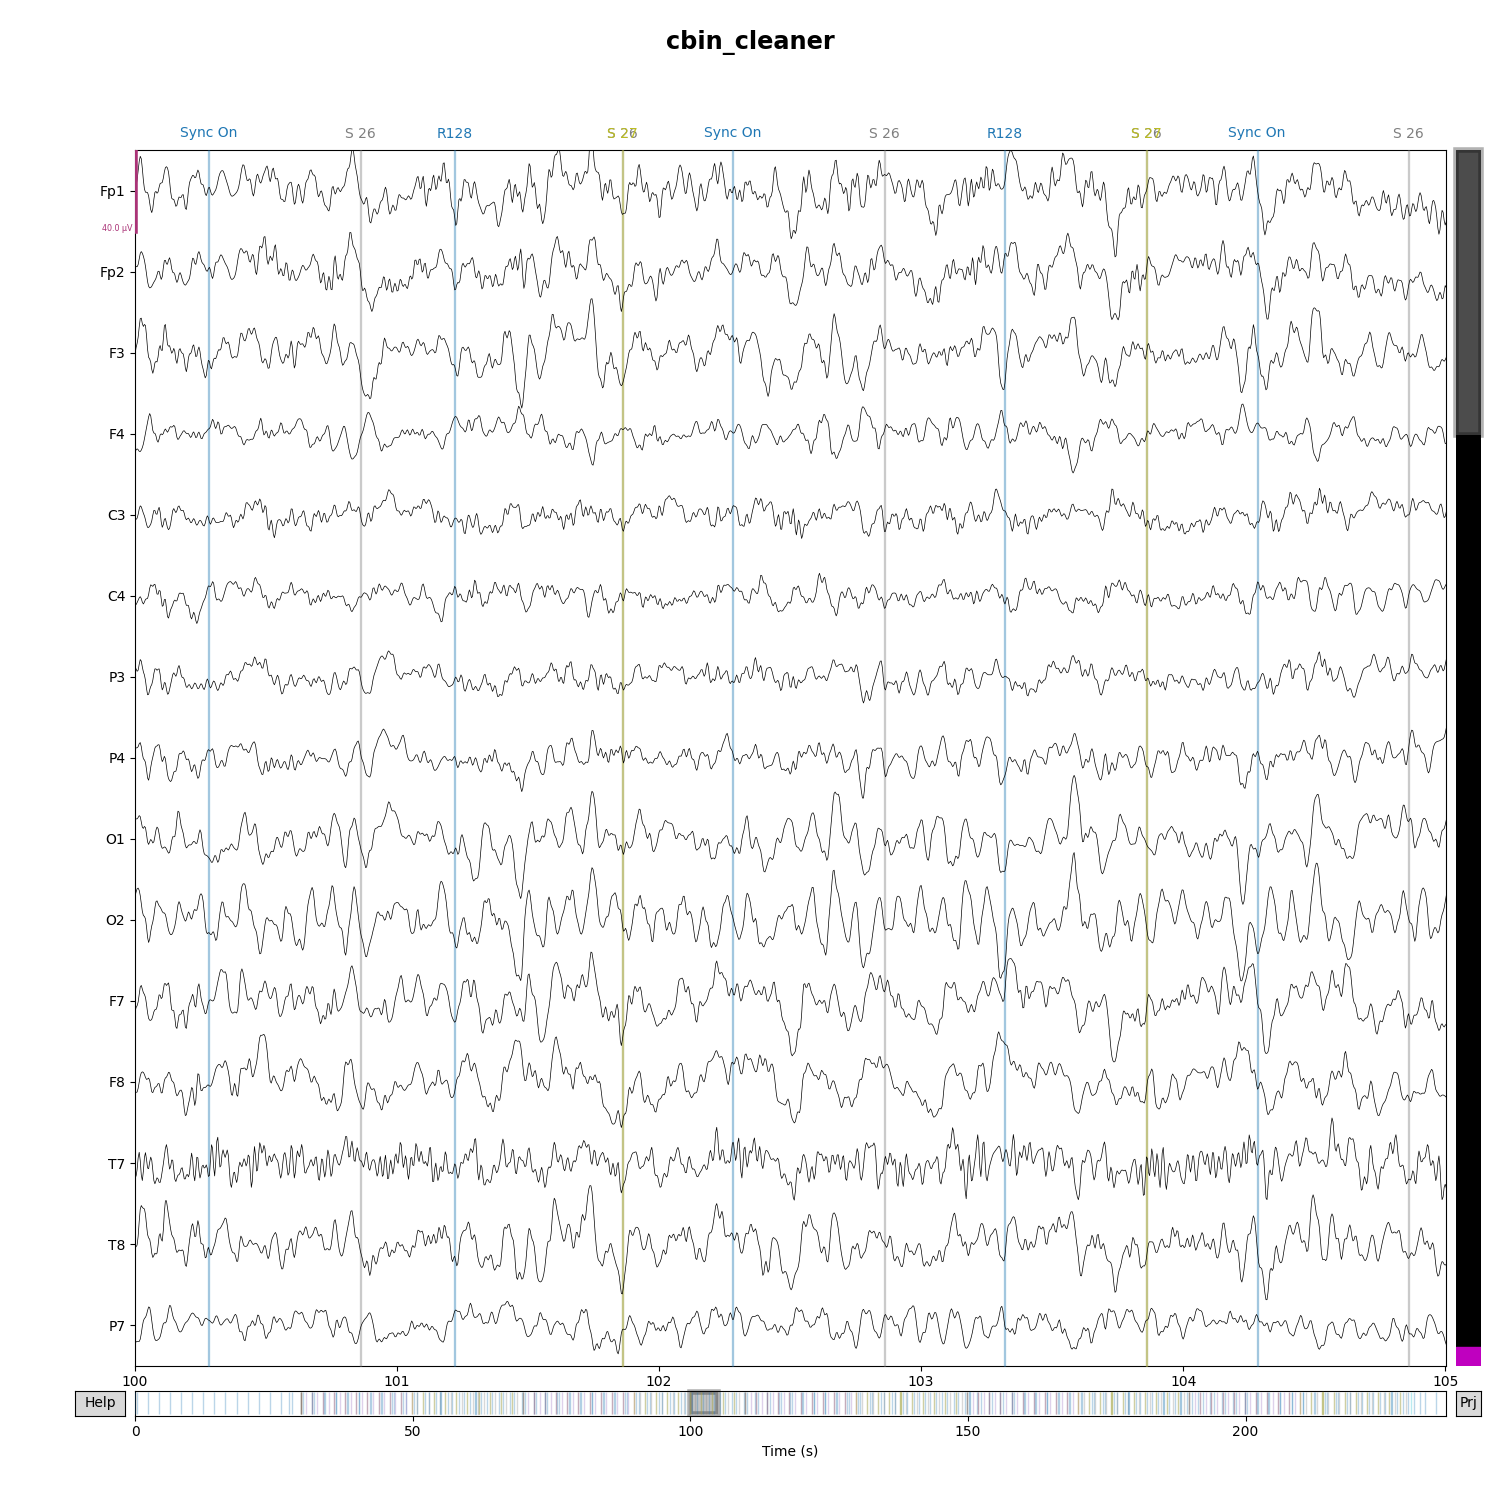 cbin_cleaner
Sync On S 26 R128 S 26 Sync On S 26 R128 S 26 Sync On S 26
Fp1
40.0 µV
Fp2
F3
F4
C3
C4
P3
P4
O1
O2
F7
F8
T7
T8
P7
100 101 102 103 104 105
Help Prj
0 50 100 150 200
Time (s)